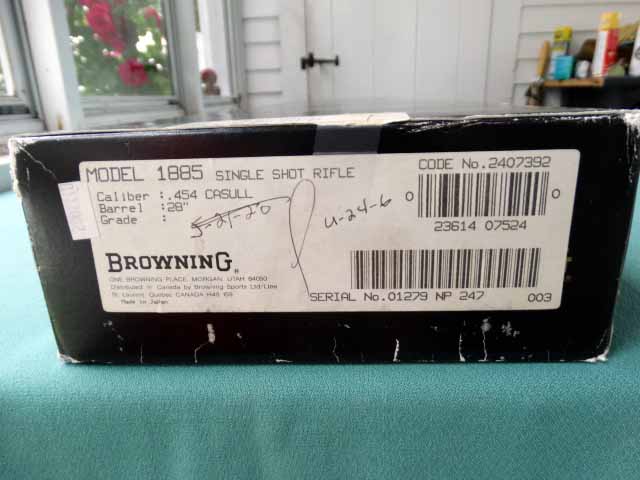 MODEL 1885 SINGLE SHOT RIFLE
Caliber : .454 CASULL
Barrel : 28"
Grade :
5-21-20
U-24-6
CODE No. 2407392
0 0
23614 07524
BROWNING®
ONE BROWNING PLACE, MORGAN, UTAH 84050
Distributed in Canada by Browning Sports Ltd/Ltee
St. Laurent, Quebec CANADA H4S 1S9
Made in Japan
SERIAL No. 01279 NP 247 003